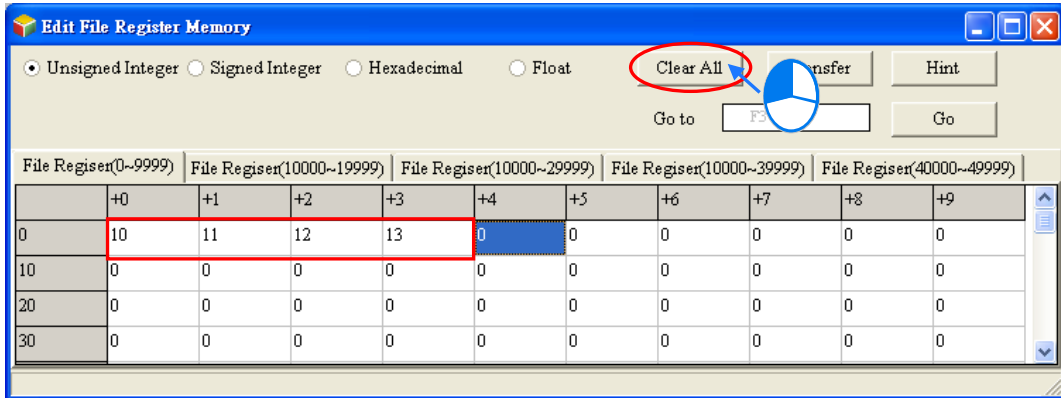 Edit File Register Memory
Unsigned Integer Signed Integer Hexadecimal Float Clear All Hint
Go to Go
File Regiser(0~9999) File Regiser(10000~19999) File Regiser(10000~29999) File Regiser(10000~39999) File Regiser(40000~49999)
+0 +1 +2 +3 +4 +5 +6 +7 +8 +9
0 10 11 12 13 0 0 0 0 0 0
10 0 0 0 0 0 0 0 0 0 0
20 0 0 0 0 0 0 0 0 0 0
30 0 0 0 0 0 0 0 0 0 0